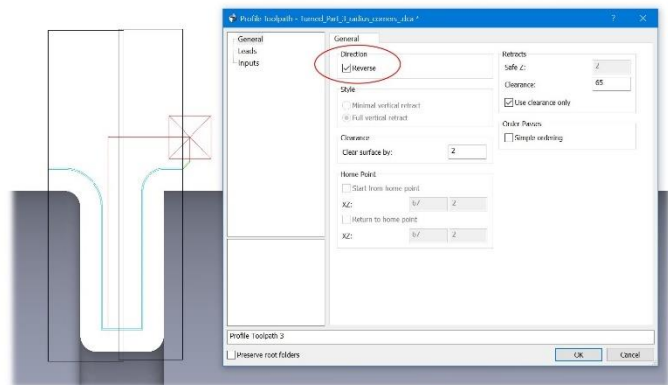 Profile Toolpath - Turned_Part_3_radius_corners_.dca *
General
Leads
Inputs
General
Direction
Reverse
Style
Minimal vertical retract
Full vertical retract
Clearance
Clear surface by: 2
Home Point
Start from home point
XZ: 67 2
Return to home point
XZ: 67 2
Retracts
Safe Z: 2
Clearance: 65
Use clearance only
Order Passes
Simple ordering
Profile Toolpath 3
Preserve root folders
OK Cancel